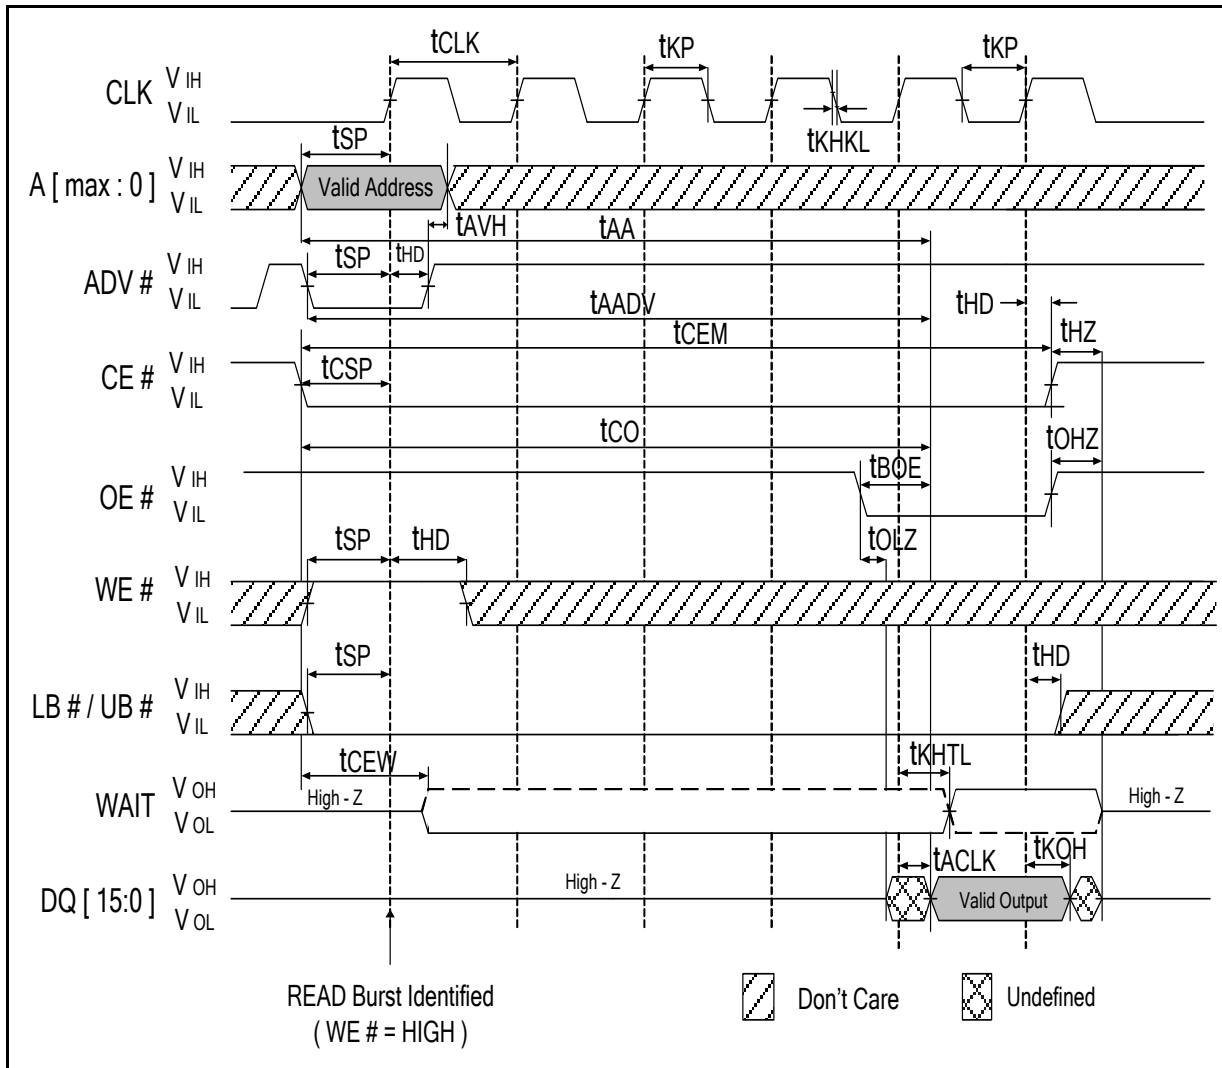 tCLK
tKP
tKP
CLK
V IH
V IL
tKHKL
tSP
A [ max : 0 ]
V IH
V IL
Valid Address
tAVH
tAA
ADV #
V IH
V IL
tSP
tHD
tAADV
tHD
tCEM
tHZ
CE #
V IH
V IL
tCSP
tCO
tOHZ
OE #
V IH
V IL
tBOE
tOLZ
tSP
tHD
WE #
V IH
V IL
tSP
tHD
LB # / UB #
V IH
V IL
tCEW
tKHTL
WAIT
V OH
V OL
High - Z
High - Z
tACLK
tKOH
DQ [ 15:0 ]
V OH
V OL
High - Z
Valid Output
READ Burst Identified
( WE # = HIGH )
Don't Care
Undefined